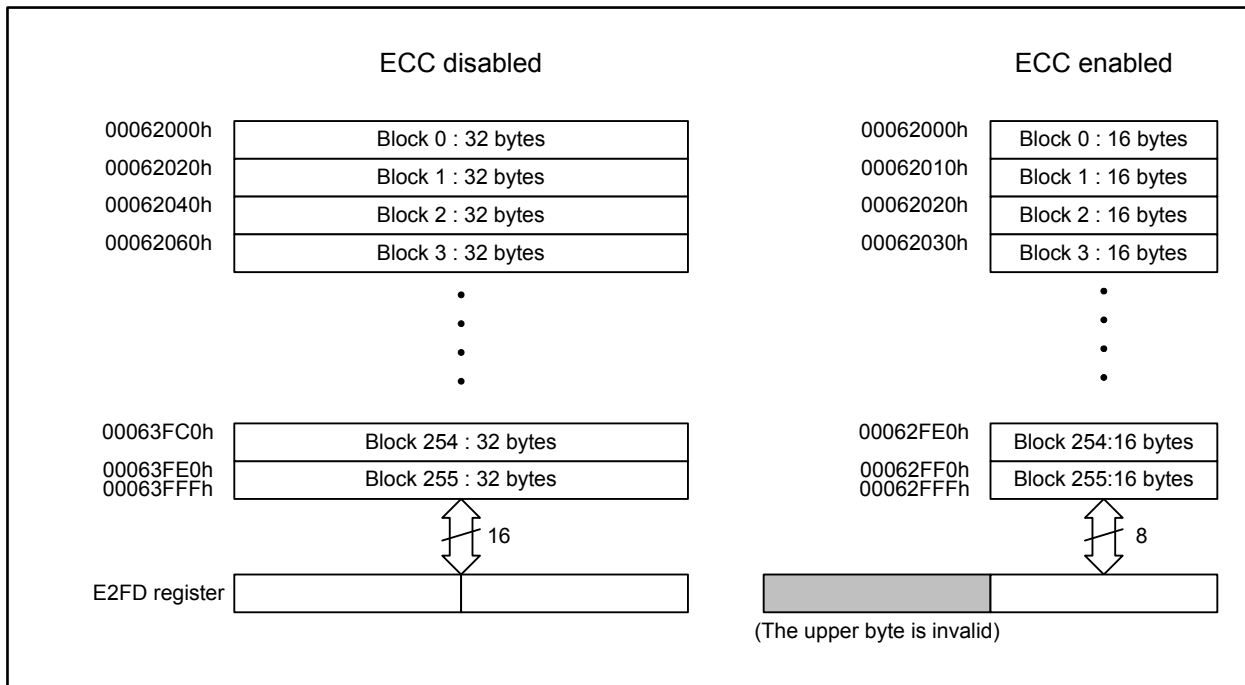 ECC disabled
00062000h
Block 0 : 32 bytes
00062020h
Block 1 : 32 bytes
00062040h
Block 2 : 32 bytes
00062060h
Block 3 : 32 bytes
00063FC0h
Block 254 : 32 bytes
00063FE0h
Block 255 : 32 bytes
00063FFFh
16
E2FD register
ECC enabled
00062000h
Block 0 : 16 bytes
00062010h
Block 1 : 16 bytes
00062020h
Block 2 : 16 bytes
00062030h
Block 3 : 16 bytes
00062FE0h
Block 254:16 bytes
00062FF0h
Block 255:16 bytes
00062FFFh
8
(The upper byte is invalid)